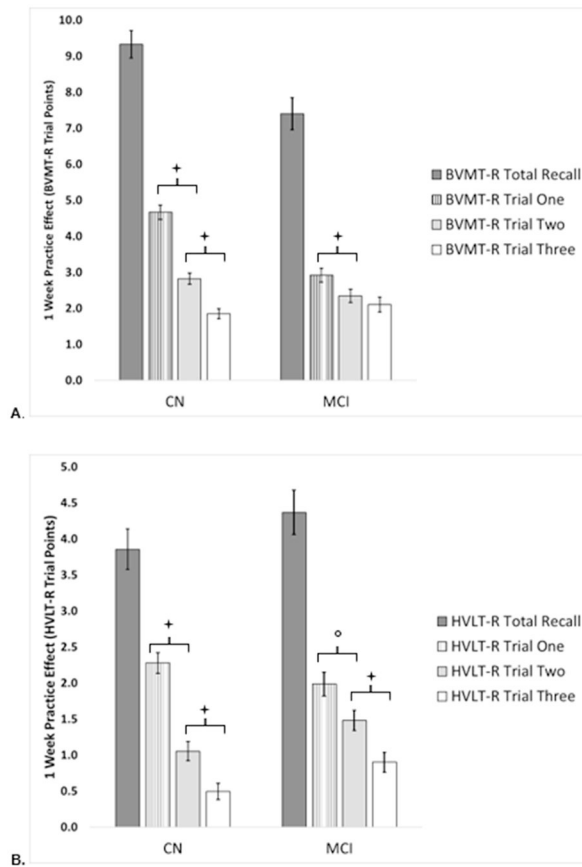 10.0
9.0
8.0
7.0
6.0
5.0
4.0
3.0
2.0
1.0
0.0
1 Week Practice Effect (BVMT-R Trial Points)
CN
MCI
BVMT-R Total Recall
BVMT-R Trial One
BVMT-R Trial Two
BVMT-R Trial Three
A.
5.0
4.5
4.0
3.5
3.0
2.5
2.0
1.5
1.0
0.5
0.0
1 Week Practice Effect (HVLT-R Trial Points)
CN
MCI
HVLT-R Total Recall
HVLT-R Trial One
HVLT-R Trial Two
HVLT-R Trial Three
B.